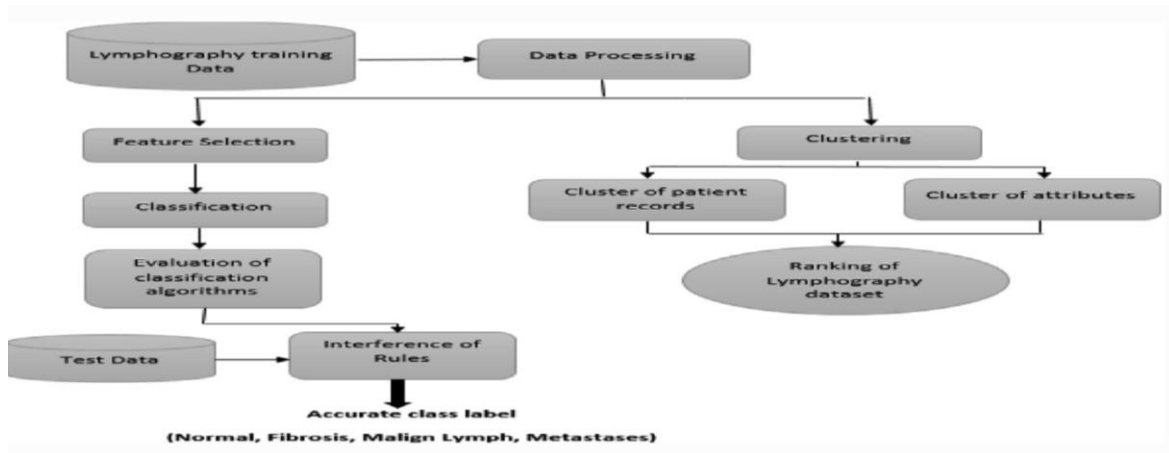 Lymphography training
Data
Data Processing
Feature Selection
Clustering
Classification
Cluster of patient
records
Cluster of attributes
Evaluation of
classification
algorithms
Ranking of
Lymphography
dataset
Test Data
Interference of
Rules
Accurate class label
(Normal, Fibrosis, Malign Lymph, Metastases)